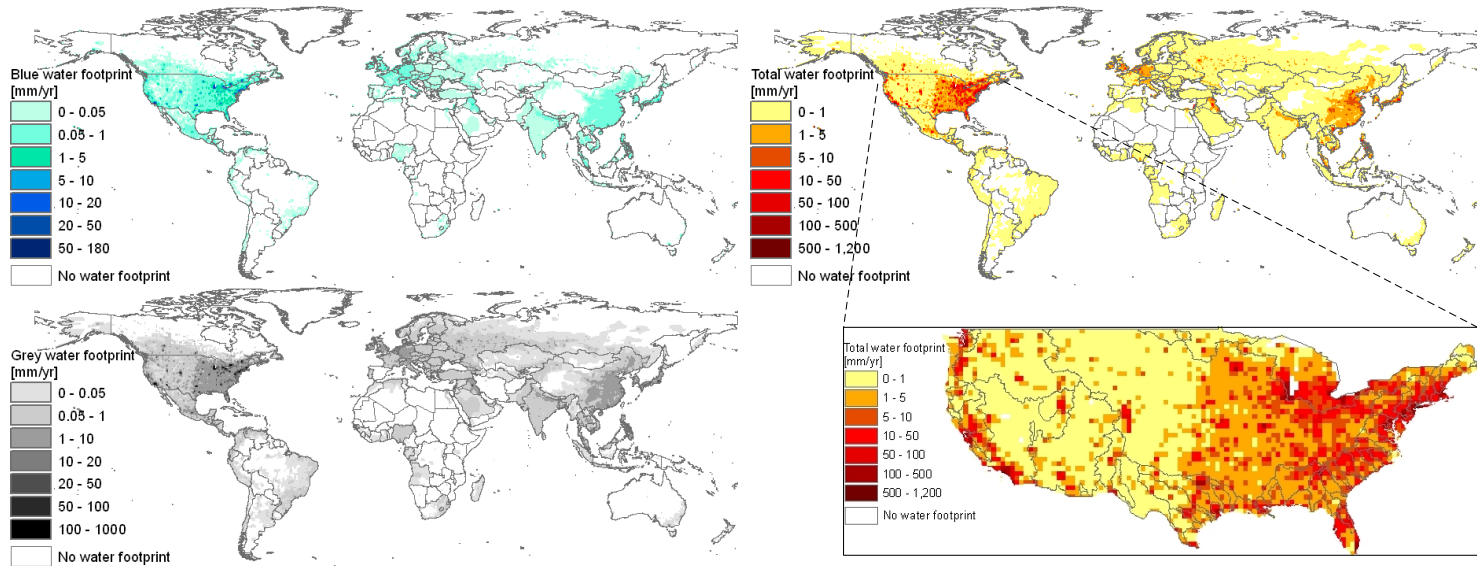 Blue water footprint
[mm/yr]
0 - 0.05
0.05 - 1
1 - 5
5 - 10
10 - 20
20 - 50
50 - 180
No water footprint
Total water footprint
[mm/yr]
0 - 1
1 - 5
5 - 10
10 - 50
50 - 100
100 - 500
500 - 1,200
No water footprint
Grey water footprint
[mm/yr]
0 - 0.05
0.05 - 1
1 - 10
10 - 20
20 - 50
50 - 100
100 - 1000
No water footprint
Total water footprint
[mm/yr]
0 - 1
1 - 5
5 - 10
10 - 50
50 - 100
100 - 500
500 - 1,200
No water footprint